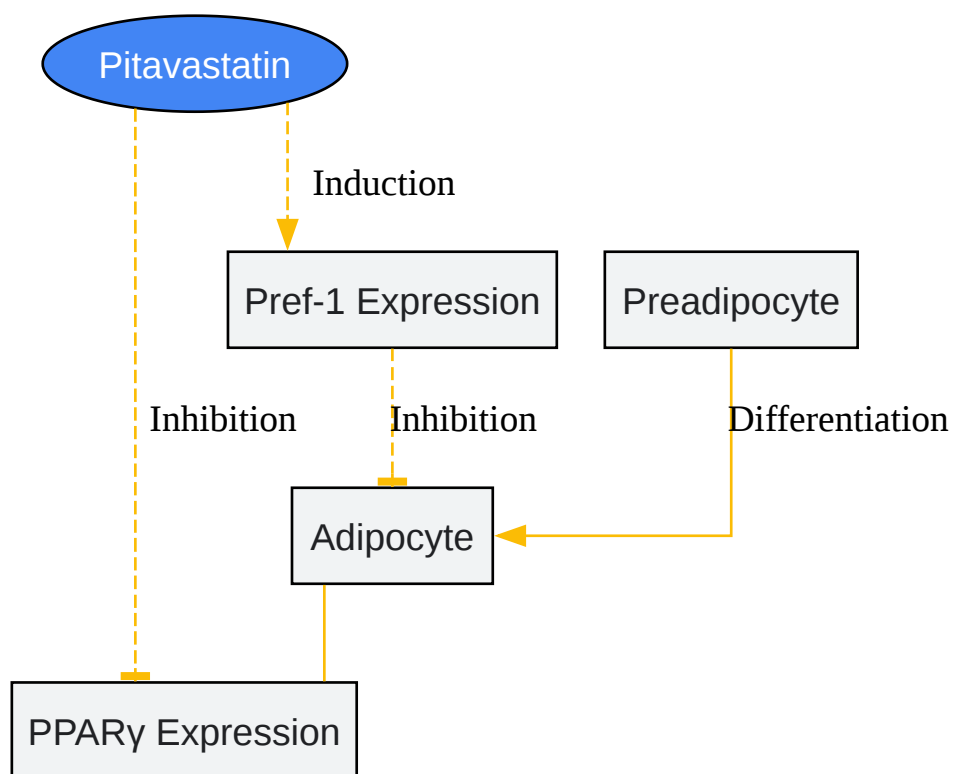 Pitavastatin
Induction
Pref-1 Expression
Preadipocyte
Inhibition
Inhibition
Differentiation
Adipocyte
PPARγ Expression